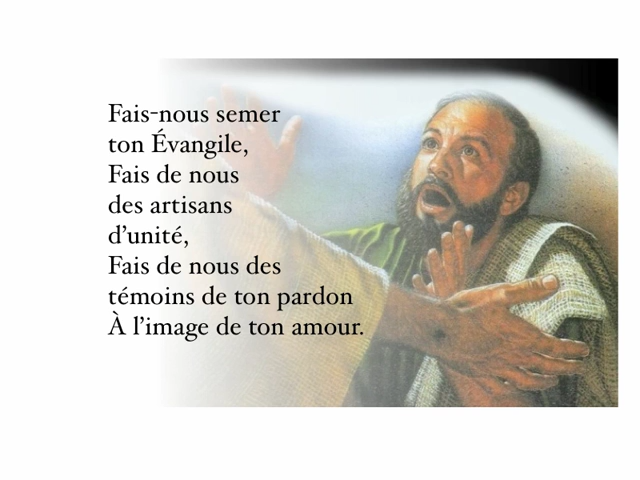 Fais-nous semer
ton Évangile,
Fais de nous
des artisans
d’unité,
Fais de nous des
témoins de ton pardon
À l’image de ton amour.